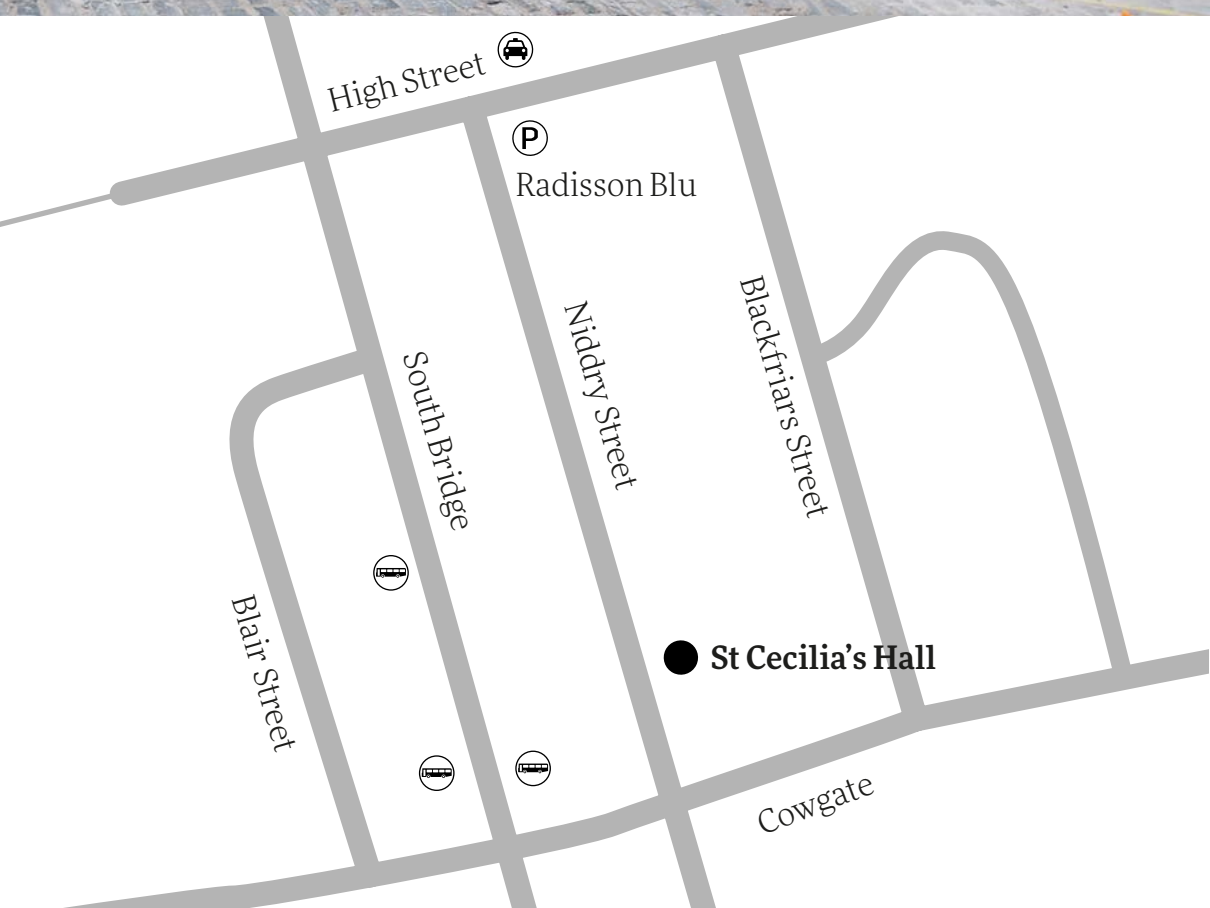 High Street
P
Radisson Blu
Blackfriars Street
Niddry Street
South Bridge
Blair Street
St Cecilia’s Hall
Cowgate